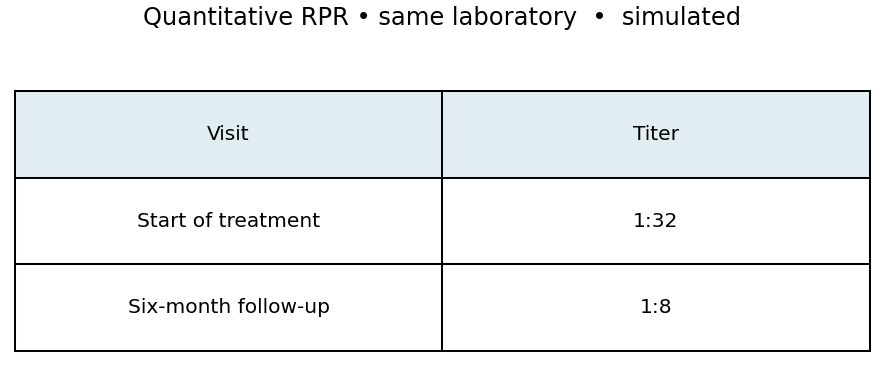 Quantitative RPR • same laboratory • simulated
Visit Titer
Start of treatment 1:32
Six-month follow-up 1:8